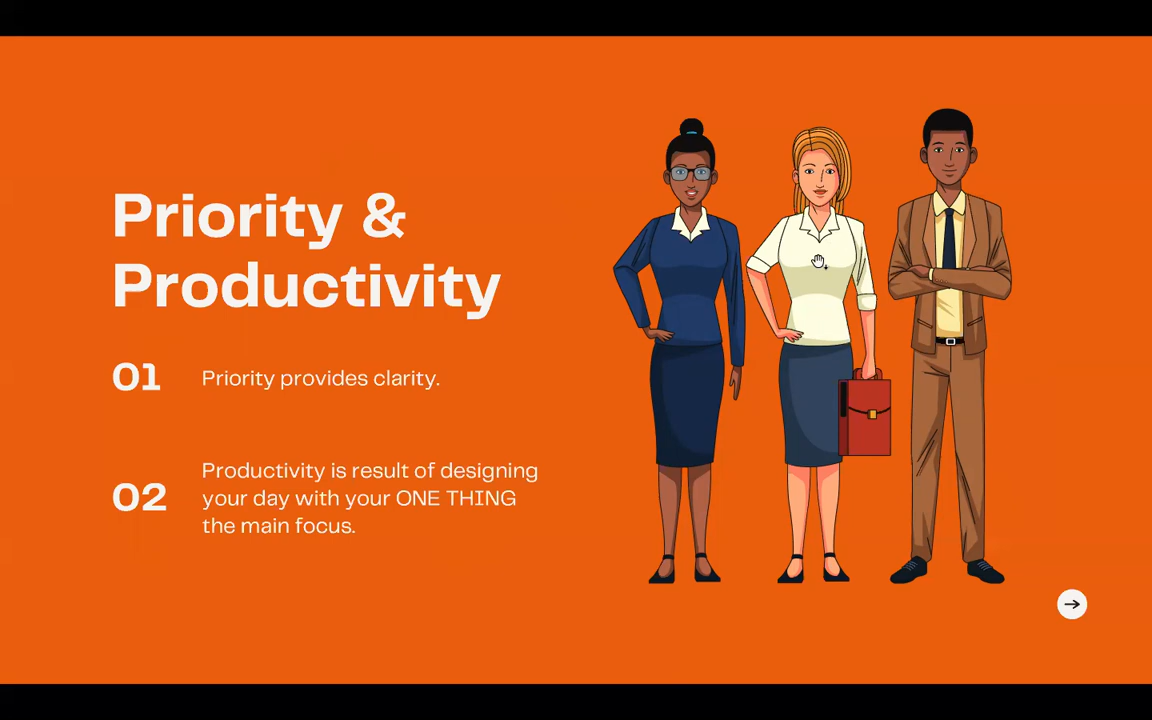 Priority &
Productivity
01
Priority provides clarity.
02
Productivity is result of designing
your day with your ONE THING
the main focus.